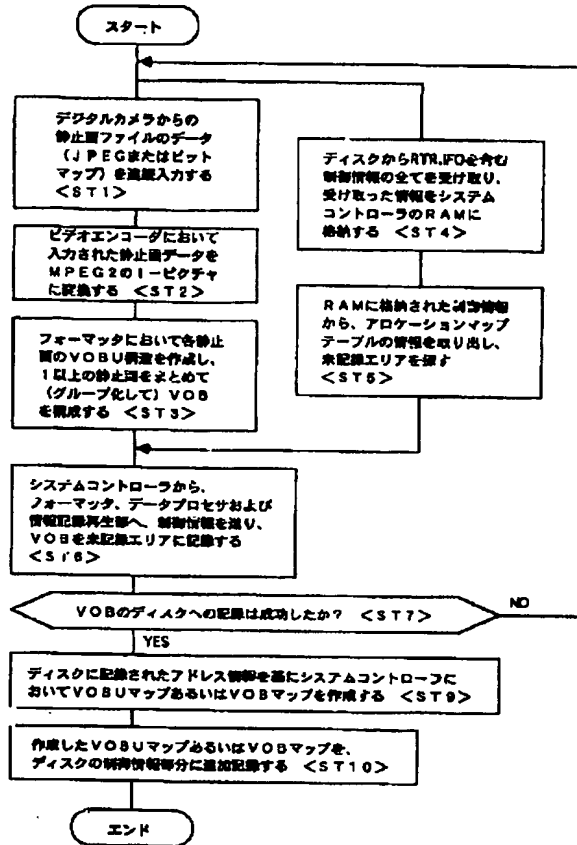 スタート
デジタルカメラからの
静止画ファイルのデータ
(JPEGまたはビット
マップ)を連続入力する
<ST1>
ビデオエンコーダにおいて
入力された静止画データを
MPEG2のI-ピクチャ
に変換する <ST2>
フォーマッタにおいて各静止
画のVOBU構造を作成し、
1以上の静止画をまとめて
(グループ化して)VOB
を構成する <ST3>
ディスクからRTR.IFOを含む
制御情報の全てを受け取り、
受け取った情報をシステム
コントローラのRAMに
格納する <ST4>
RAMに格納された制御情報
から、アロケーションマップ
テーブルの情報を取り出し、
未記録エリアを探す
<ST5>
システムコントローラから、
フォーマッタ、データプロセサおよび
情報記録再生部へ、制御情報を送り、
VOBを未記録エリアに記録する
<ST6>
VOBのディスクへの記録は成功したか? <ST7>
NO
YES
ディスクに記録されたアドレス情報を基にシステムコントローラに
おいてVOBUマップあるいはVOBマップを作成する <ST9>
作成したVOBUマップあるいはVOBマップを、
ディスクの制御情報部分に追加記録する <ST10>
エンド